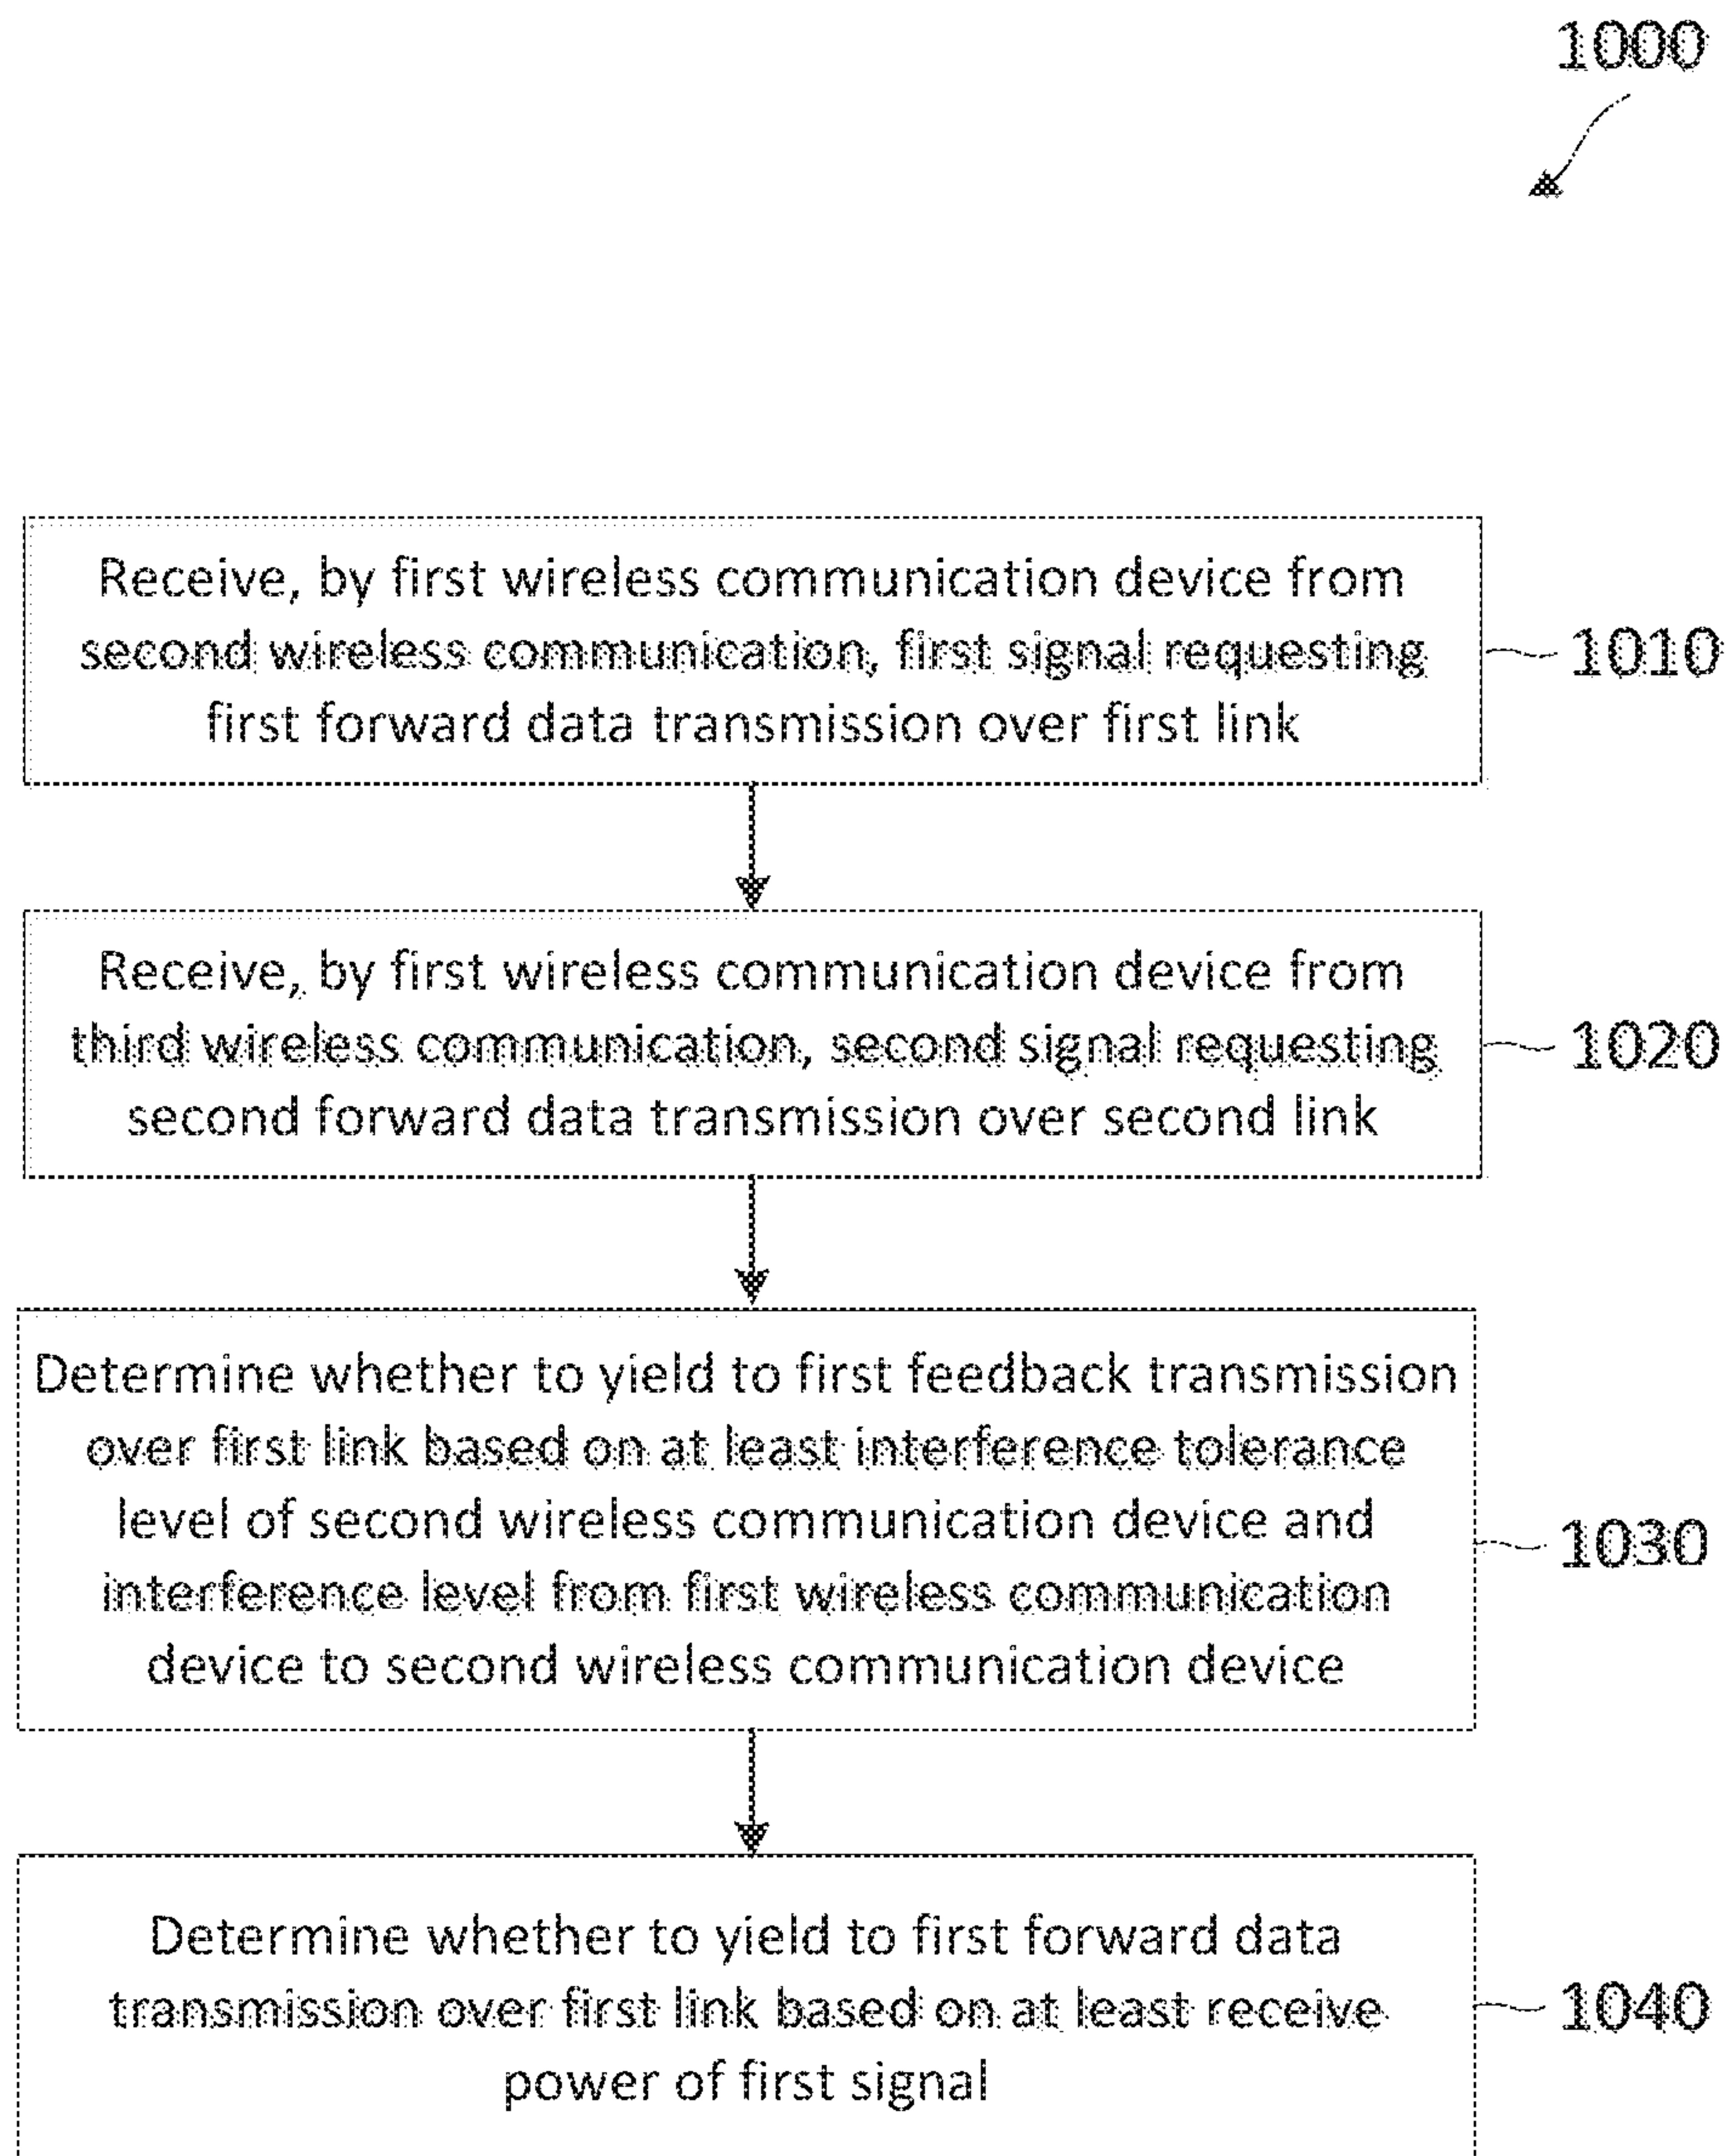 1000
Receive, by first wireless communication device from
second wireless communication, first signal requesting
first forward data transmission over first link
1010
Receive, by first wireless communication device from
third wireless communication, second signal requesting
second forward data transmission over second link
1020
Determine whether to yield to first feedback transmission
over first link based on at least interference tolerance
level of second wireless communication device and
interference level from first wireless communication
device to second wireless communication device
1030
Determine whether to yield to first forward data
transmission over first link based on at least receive
power of first signal
1040